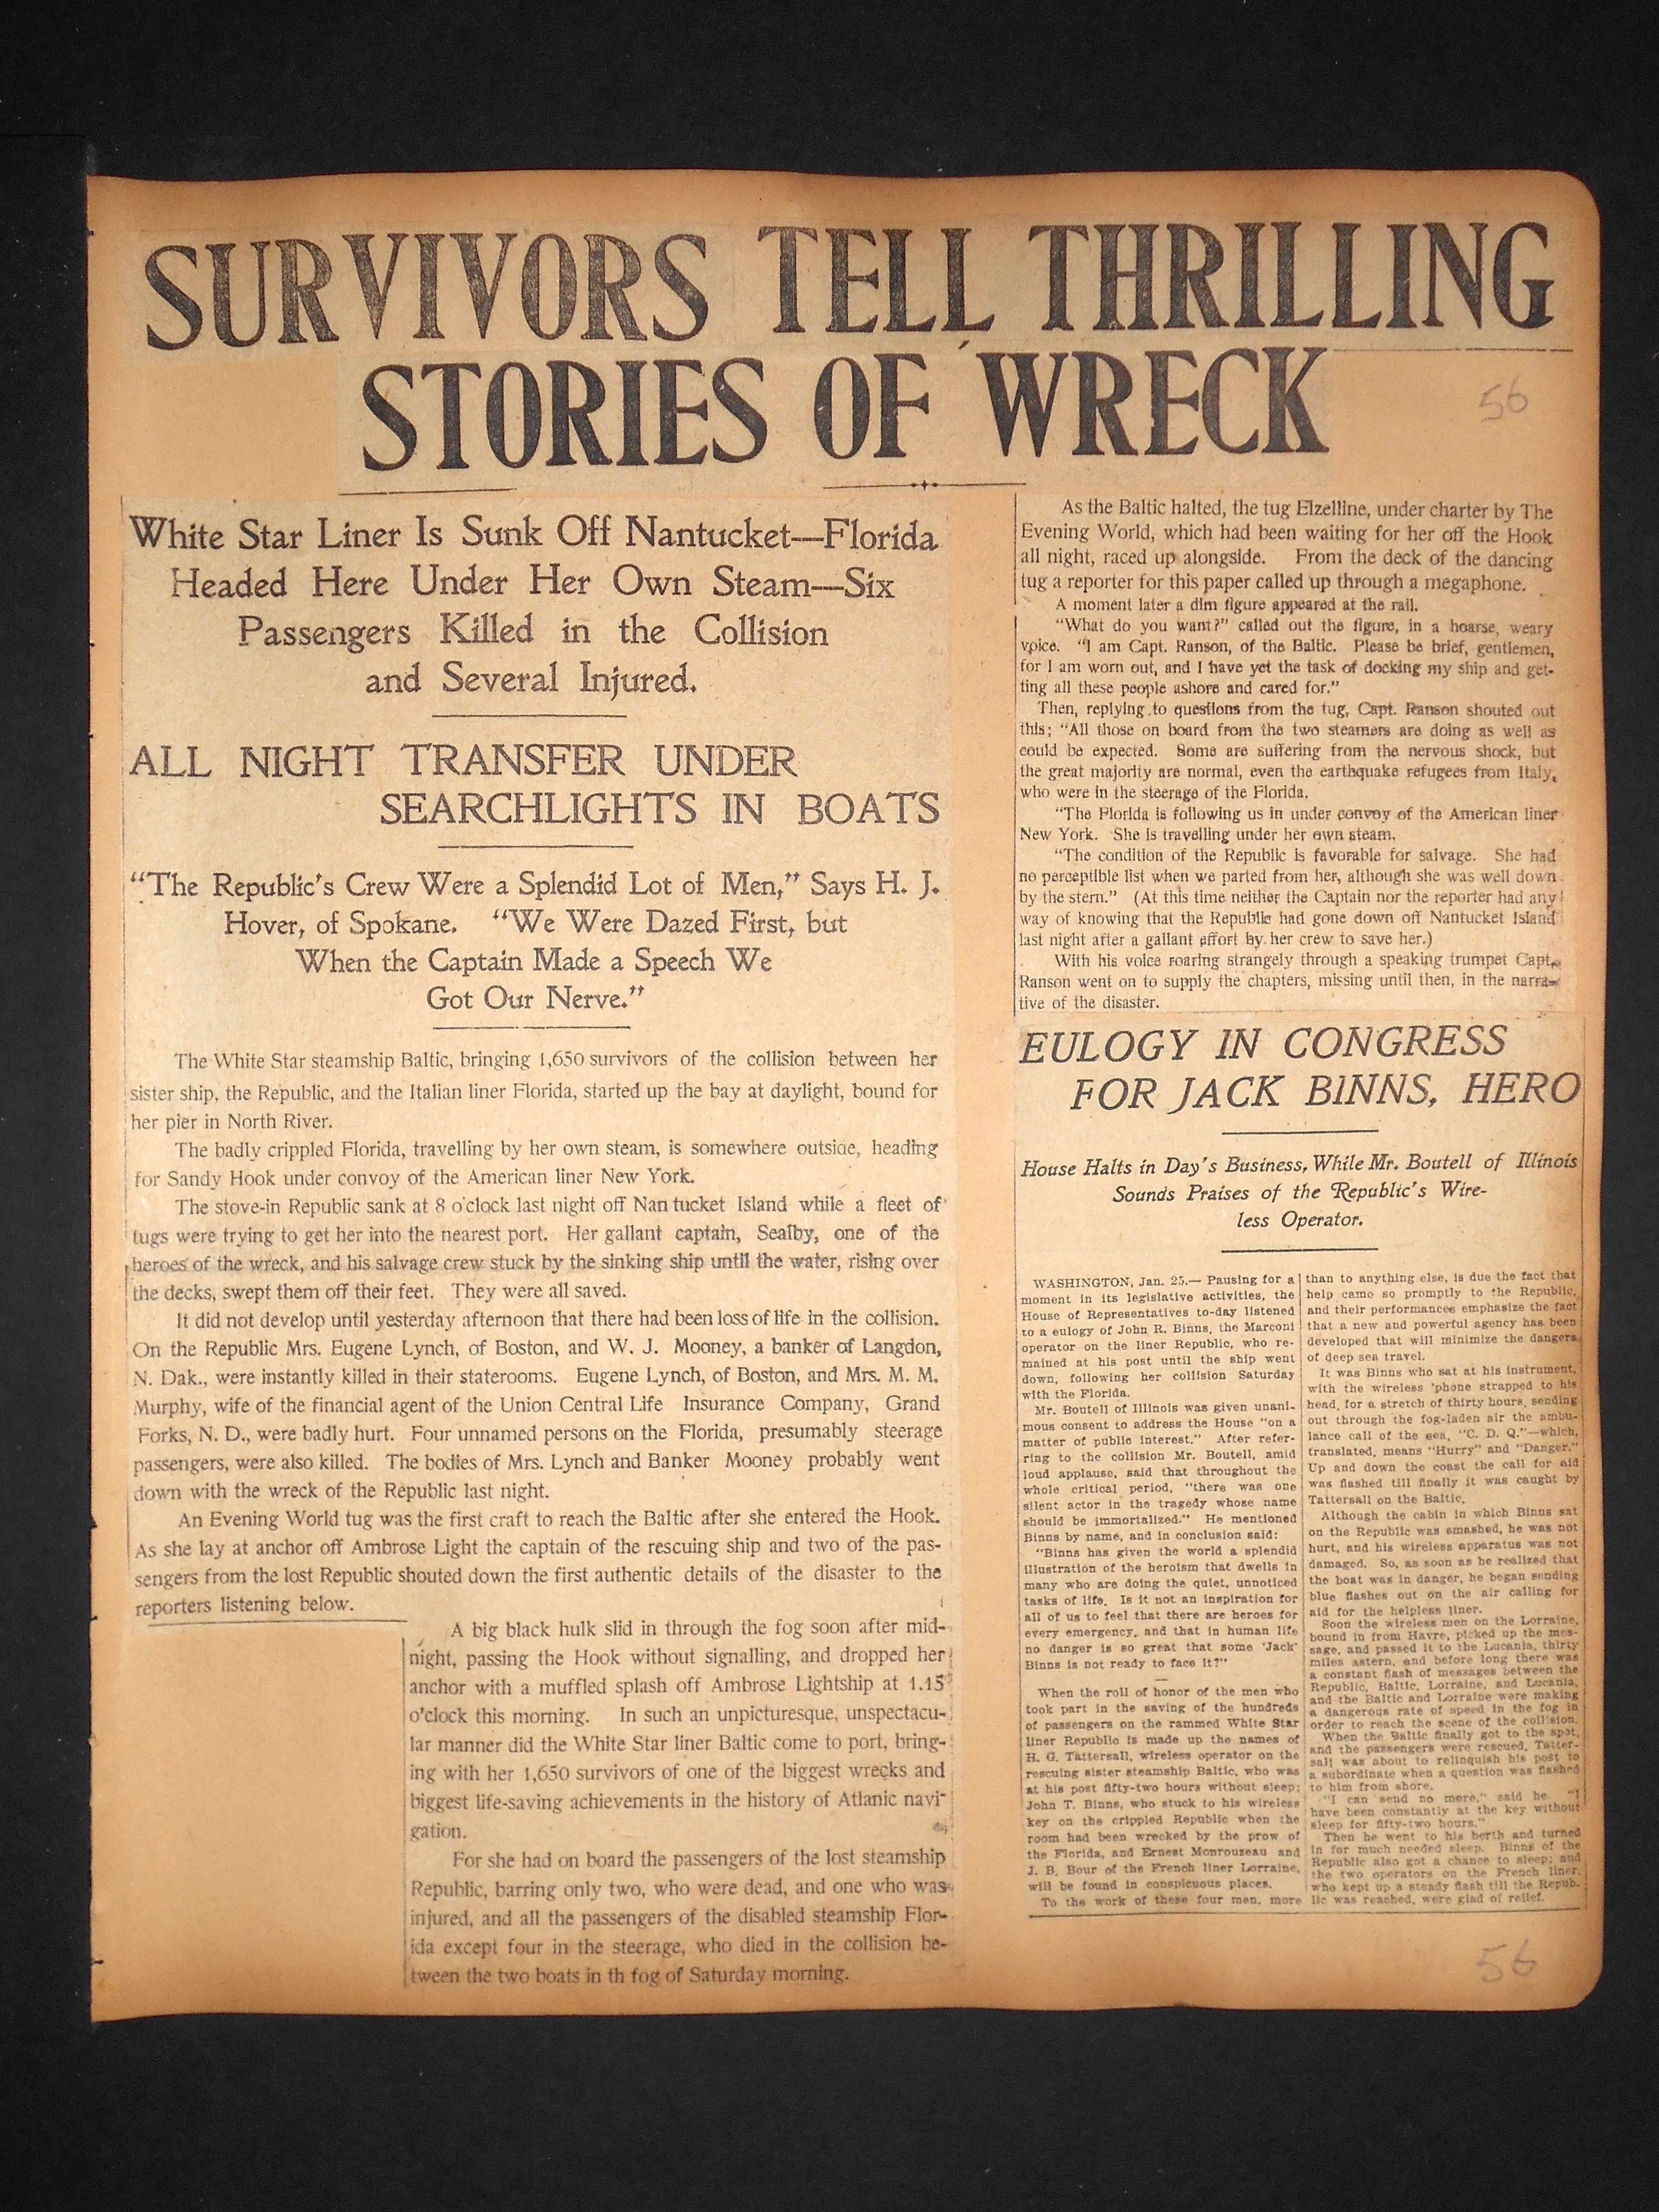 SURVIVORS TELL THRILLING
STORIES OF WRECK
56
White Star Liner Is Sunk Off Nantucket—Florida
Headed Here Under Her Own Steam—Six
Passengers Killed in the Collision
and Several Injured.
ALL NIGHT TRANSFER UNDER
SEARCHLIGHTS IN BOATS
"The Republic's Crew Were a Splendid Lot of Men," Says H. J.
Hover, of Spokane. "We Were Dazed First, but
When the Captain Made a Speech We
Got Our Nerve."
The White Star steamship Baltic, bringing 1,650 survivors of the collision between her
sister ship, the Republic, and the Italian liner Florida, started up the bay at daylight, bound for
her pier in North River.
The badly crippled Florida, travelling by her own steam, is somewhere outside, heading
for Sandy Hook under convoy of the American liner New York.
The stove-in Republic sank at 8 o'clock last night off Nantucket Island while a fleet of
tugs were trying to get her into the nearest port. Her gallant captain, Sealby, one of the
heroes of the wreck, and his salvage crew stuck by the sinking ship until the water, rising over
the decks, swept them off their feet. They were all saved.
It did not develop until yesterday afternoon that there had been loss of life in the collision.
On the Republic Mrs. Eugene Lynch, of Boston, and W. J. Mooney, a banker of Langdon,
N. Dak., were instantly killed in their staterooms. Eugene Lynch, of Boston, and Mrs. M. M.
Murphy, wife of the financial agent of the Union Central Life Insurance Company, Grand
Forks, N. D., were badly hurt. Four unnamed persons on the Florida, presumably steerage
passengers, were also killed. The bodies of Mrs. Lynch and Banker Mooney probably went
down with the wreck of the Republic last night.
An Evening World tug was the first craft to reach the Baltic after she entered the Hook.
As she lay at anchor off Ambrose Light the captain of the rescuing ship and two of the pas-
sengers from the lost Republic shouted down the first authentic details of the disaster to the
reporters listening below.
A big black hulk slid in through the fog soon after mid-
night, passing the Hook without signalling, and dropped her
anchor with a muffled splash off Ambrose Lightship at 1.15
o'clock this morning. In such an unpicturesque, unspectacu-
lar manner did the White Star liner Baltic come to port, bring-
ing with her 1,650 survivors of one of the biggest wrecks and
biggest life-saving achievements in the history of Atlanic navi-
gation.
For she had on board the passengers of the lost steamship
Republic, barring only two, who were dead, and one who was
injured, and all the passengers of the disabled steamship Flor-
ida except four in the steerage, who died in the collision be-
tween the two boats in th fog of Saturday morning.
As the Baltic halted, the tug Elzelline, under charter by The
Evening World, which had been waiting for her off the Hook
all night, raced up alongside. From the deck of the dancing
tug a reporter for this paper called up through a megaphone.
A moment later a dim figure appeared at the rail.
"What do you want?" called out the figure, in a hoarse, weary
voice. "I am Capt. Ranson, of the Baltic. Please be brief, gentlemen,
for I am worn out, and I have yet the task of docking my ship and get-
ting all these people ashore and cared for."
Then, replying to questions from the tug, Capt. Ranson shouted out
this; "All those on board from the two steamers are doing as well as
could be expected. Some are suffering from the nervous shock, but
the great majority are normal, even the earthquake refugees from Italy,
who were in the steerage of the Florida.
"The Florida is following us in under convoy of the American liner
New York. She is travelling under her own steam.
"The condition of the Republic is favorable for salvage. She had
no perceptible list when we parted from her, although she was well down
by the stern." (At this time neither the Captain nor the reporter had any
way of knowing that the Republic had gone down off Nantucket Island
last night after a gallant effort by her crew to save her.)
With his voice roaring strangely through a speaking trumpet Capt.
Ranson went on to supply the chapters, missing until then, in the narra-
tive of the disaster.
EULOGY IN CONGRESS
FOR JACK BINNS, HERO
House Halts in Day's Business, While Mr. Boutell of Illinois
Sounds Praises of the Republic's Wire-
less Operator.
WASHINGTON, Jan. 25.— Pausing for a
moment in its legislative activities, the
House of Representatives to-day listened
to a eulogy of John R. Binns, the Marconi
operator on the liner Republic, who re-
mained at his post until the ship went
down, following her collision Saturday
with the Florida.
Mr. Boutell of Illinois was given unani-
mous consent to address the House "on a
matter of public interest." After refer-
ring to the collision Mr. Boutell, amid
loud applause, said that throughout the
whole critical period, "there was one
silent actor in the tragedy whose name
should be immortalized." He mentioned
Binns by name, and in conclusion said:
"Binns has given the world a splendid
illustration of the heroism that dwells in
many who are doing the quiet, unnoticed
tasks of life. Is it not an inspiration for
all of us to feel that there are heroes for
every emergency, and that in human life
no danger is so great that some 'Jack'
Binns is not ready to face it?"
When the roll of honor of the men who
took part in the saving of the hundreds
of passengers on the rammed White Star
liner Republic is made up the names of
H. G. Tattersall, wireless operator on the
rescuing sister steamship Baltic, who was
at his post fifty-two hours without sleep;
John T. Binns, who stuck to his wireless
key on the crippled Republic when the
room had been wrecked by the prow of
the Florida, and Ernest Monrouzeau and
J. B. Bour of the French liner Lorraine,
will be found in conspicuous places.
To the work of these four men, more
than to anything else, is due the fact that
help came so promptly to the Republic,
and their performances emphasize the fact
that a new and powerful agency has been
developed that will minimize the dangers
of deep sea travel.
It was Binns who sat at his instrument,
with the wireless 'phone strapped to his
head, for a stretch of thirty hours, sending
out through the fog-laden air the ambu-
lance call of the sea, "C. D. Q."—which,
translated, means "Hurry" and "Danger."
Up and down the coast the call for aid
was flashed till finally it was caught by
Tattersall on the Baltic.
Although the cabin in which Binns sat
on the Republic was smashed, he was not
hurt, and his wireless apparatus was not
damaged. So, as soon as he realized that
the boat was in danger, he began sending
blue flashes out on the air calling for
aid for the helpless liner.
Soon the wireless men on the Lorraine,
bound in from Havre, picked up the mes-
sage, and passed it to the Lucania, thirty
miles astern, and before long there was
a constant flash of messages between the
Republic, Baltic, Lorraine, and Lucania,
and the Baltic and Lorraine were making
a dangerous rate of speed in the fog in
order to reach the scene of the collision.
When the Baltic finally got to the spot,
and the passengers were rescued, Tatter-
sall was about to relinquish his post to
a subordinate when a question was flashed
to him from shore.
"I can send no more," said he. "I
have been constantly at the key without
sleep for fifty-two hours."
Then he went to his berth and turned
in for much needed sleep. Binns of the
Republic also got a chance to sleep; and
the two operators on the French liner,
who kept up a steady flash till the Repub-
lic was reached, were glad of relief.
56